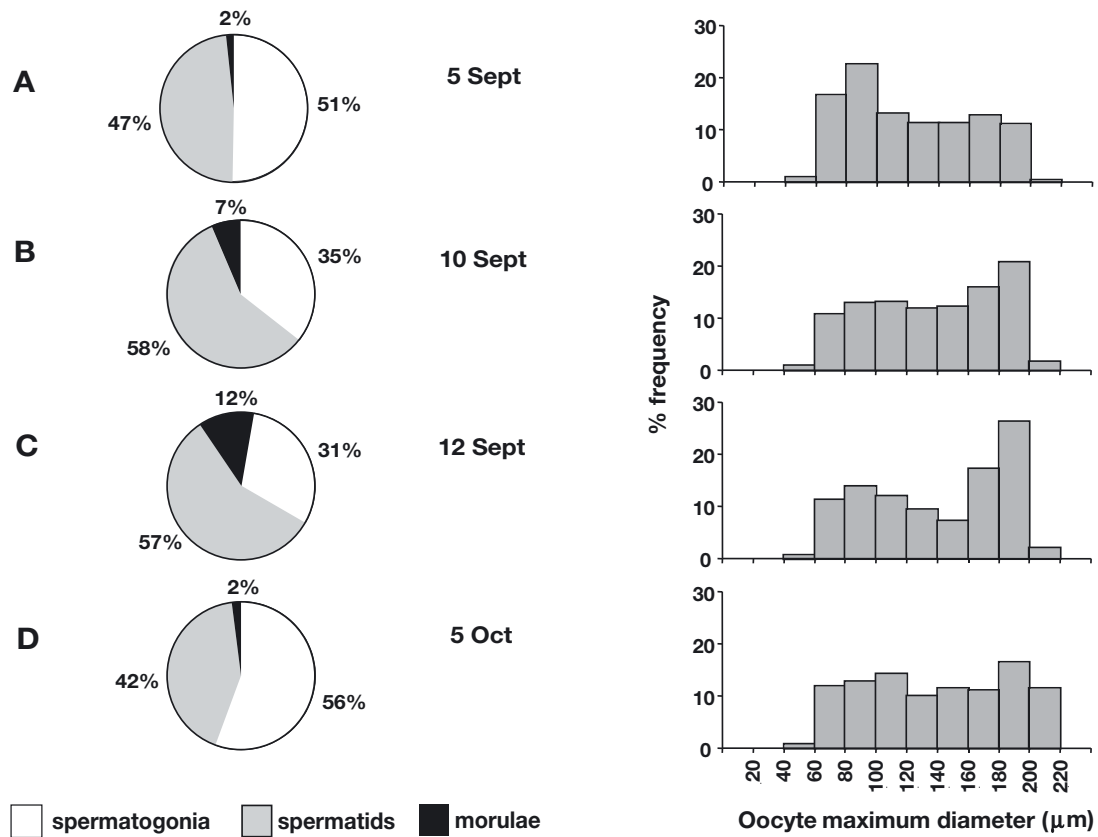 A
2%
47%
51%
5 Sept
30
20
10
0
B
7%
58%
35%
10 Sept
30
20
10
0
C
12%
57%
31%
12 Sept
30
20
10
0
D
2%
42%
56%
5 Oct
30
20
10
0
% frequency
20 40 60 80 100 120 140 160 180 200 220
Oocyte maximum diameter (µm)
spermatogonia spermatids morulae